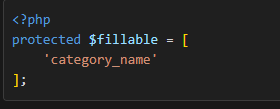 <?php
protected $fillable = [
    'category_name'
];